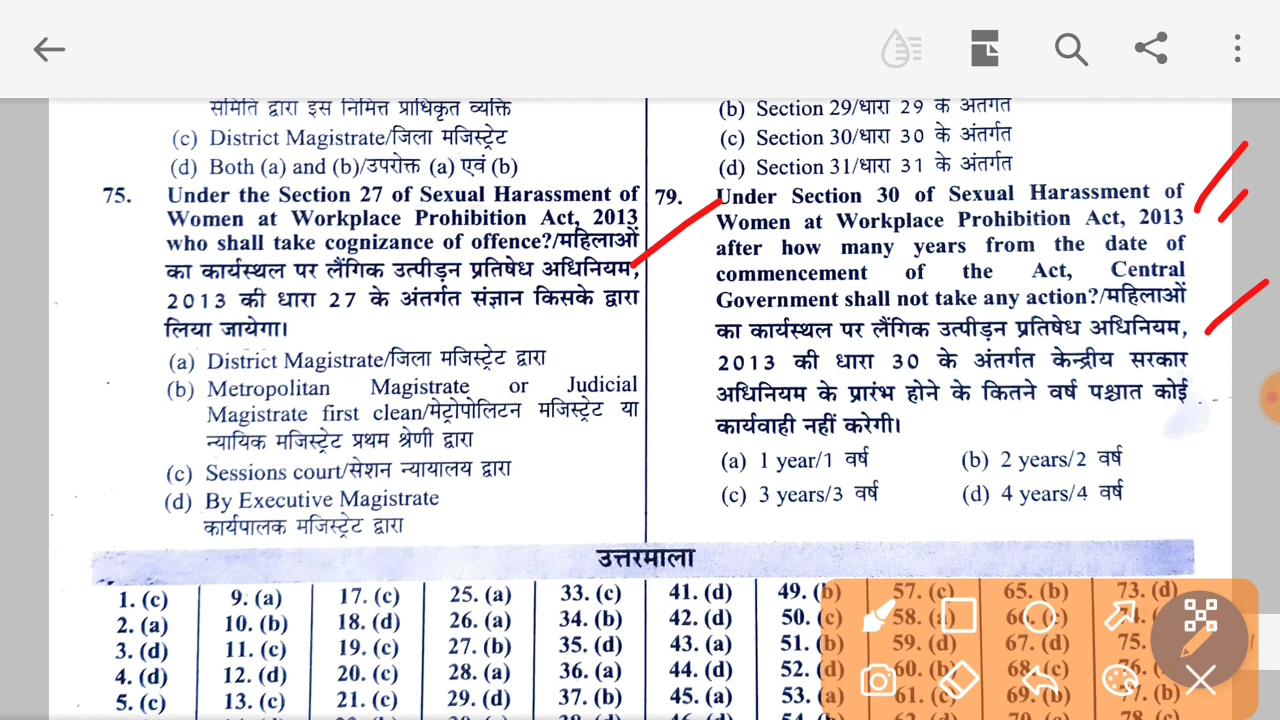 समिति द्वारा इस निमित्त प्राधिकृत व्यक्ति
(c) District Magistrate/जिला मजिस्ट्रेट
(d) Both (a) and (b)/उपरोक्त (a) एवं (b)
75. Under the Section 27 of Sexual Harassment of
Women at Workplace Prohibition Act, 2013
who shall take cognizance of offence?/महिलाओं
का कार्यस्थल पर लैंगिक उत्पीड़न प्रतिषेध अधिनियम,
2013 की धारा 27 के अंतर्गत संज्ञान किसके द्वारा
लिया जायेगा।
(a) District Magistrate/जिला मजिस्ट्रेट द्वारा
(b) Metropolitan Magistrate or Judicial
Magistrate first clean/मेट्रोपोलिटन मजिस्ट्रेट या
न्यायिक मजिस्ट्रेट प्रथम श्रेणी द्वारा
(c) Sessions court/सेशन न्यायालय द्वारा
(d) By Executive Magistrate
कार्यपालक मजिस्ट्रेट द्वारा
(b) Section 29/धारा 29 के अंतर्गत
(c) Section 30/धारा 30 के अंतर्गत
(d) Section 31/धारा 31 के अंतर्गत
79. Under Section 30 of Sexual Harassment of
Women at Workplace Prohibition Act, 2013
after how many years from the date of
commencement of the Act, Central
Government shall not take any action?/महिलाओं
का कार्यस्थल पर लैंगिक उत्पीड़न प्रतिषेध अधिनियम,
2013 की धारा 30 के अंतर्गत केन्द्रीय सरकार
अधिनियम के प्रारंभ होने के कितने वर्ष पश्चात कोई
कार्यवाही नहीं करेगी।
(a) 1 year/1 वर्ष (b) 2 years/2 वर्ष
(c) 3 years/3 वर्ष (d) 4 years/4 वर्ष
उत्तरमाला
1. (c) 9. (a) 17. (c) 25. (a) 33. (c) 41. (d) 49. (b) 57. (c) 65. (b) 73. (d)
2. (a) 10. (b) 18. (d) 26. (a) 34. (b) 42. (d) 50. (c) 58.
3. (d) 11. (c) 19. (c) 27. (b) 35. (d) 43. (a) 51. (b) 59. (d) 67. (d) 75.
4. (d) 12. (d) 20. (c) 28. (a) 36. (a) 44. (d) 52. (d) 60. (b) 68. (c) 76.
5. (c) 13. (c) 21. (c) 29. (d) 37. (b) 45. (a) 53. (a) 61. (c) 69. (b) (b)